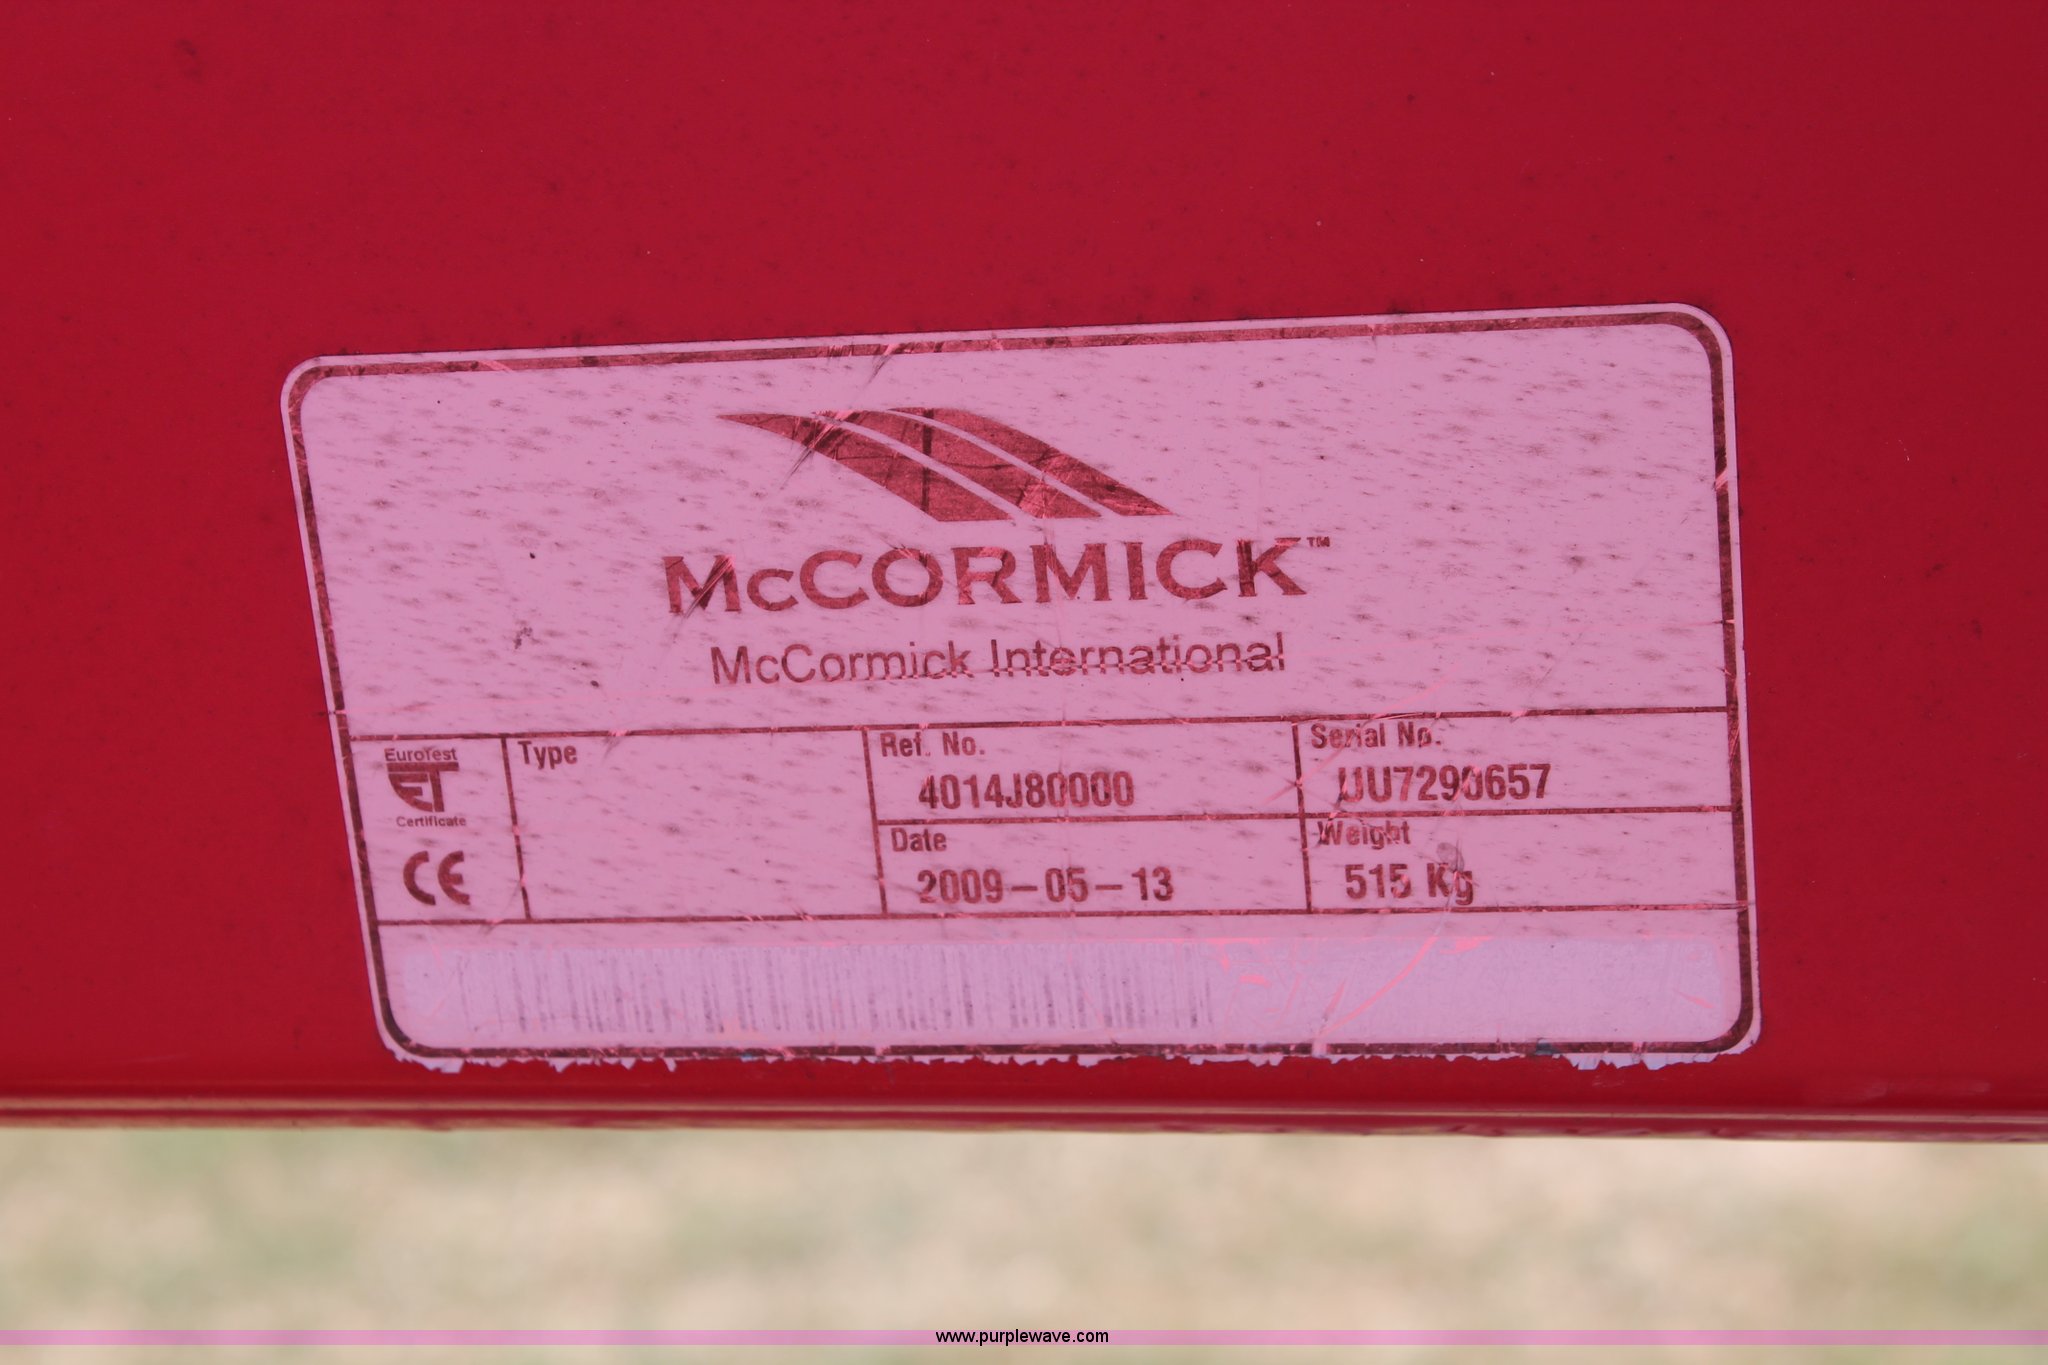 McCORMICK™
McCormick International
EuroTest
ET
Certificate
CE
Type
Ref. No.
4014J80000
Serial No.
UU7290657
Date
2009-05-13
Weight
515 Kg
www.purplewave.com